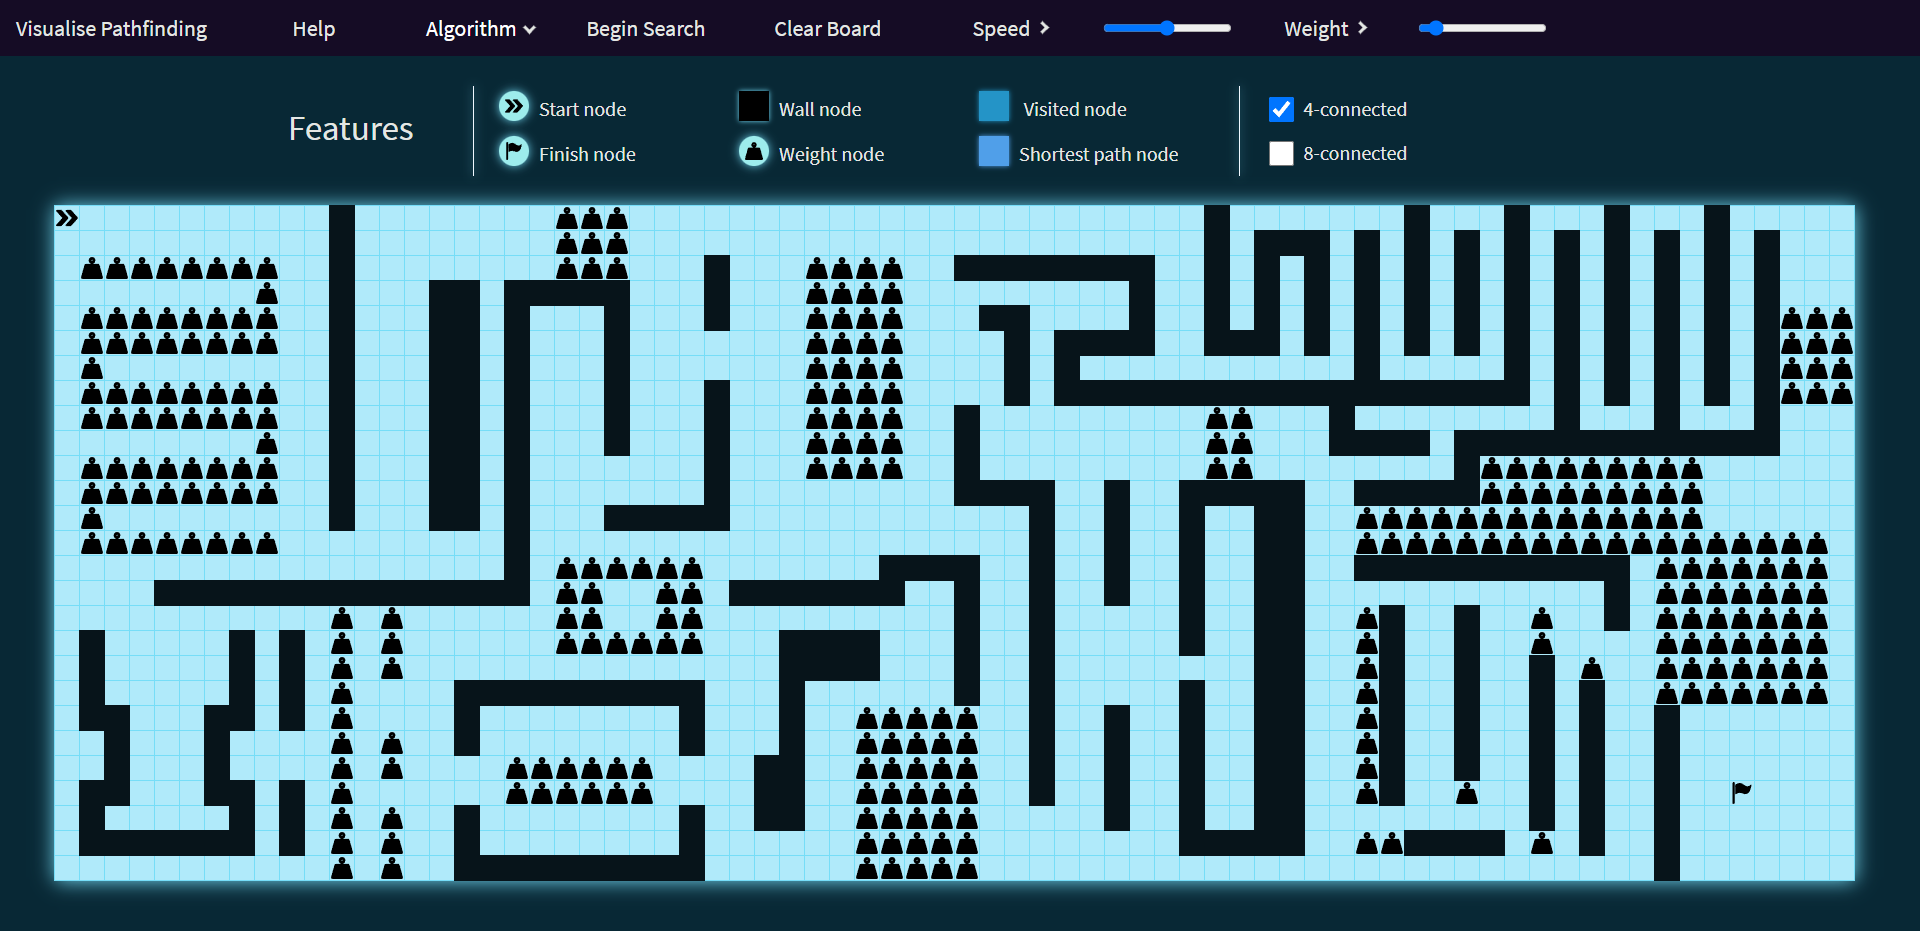 Visualise Pathfinding Help Algorithm Begin Search Clear Board Speed Weight
Features
Start node Wall node Visited node 4-connected
Finish node Weight node Shortest path node 8-connected